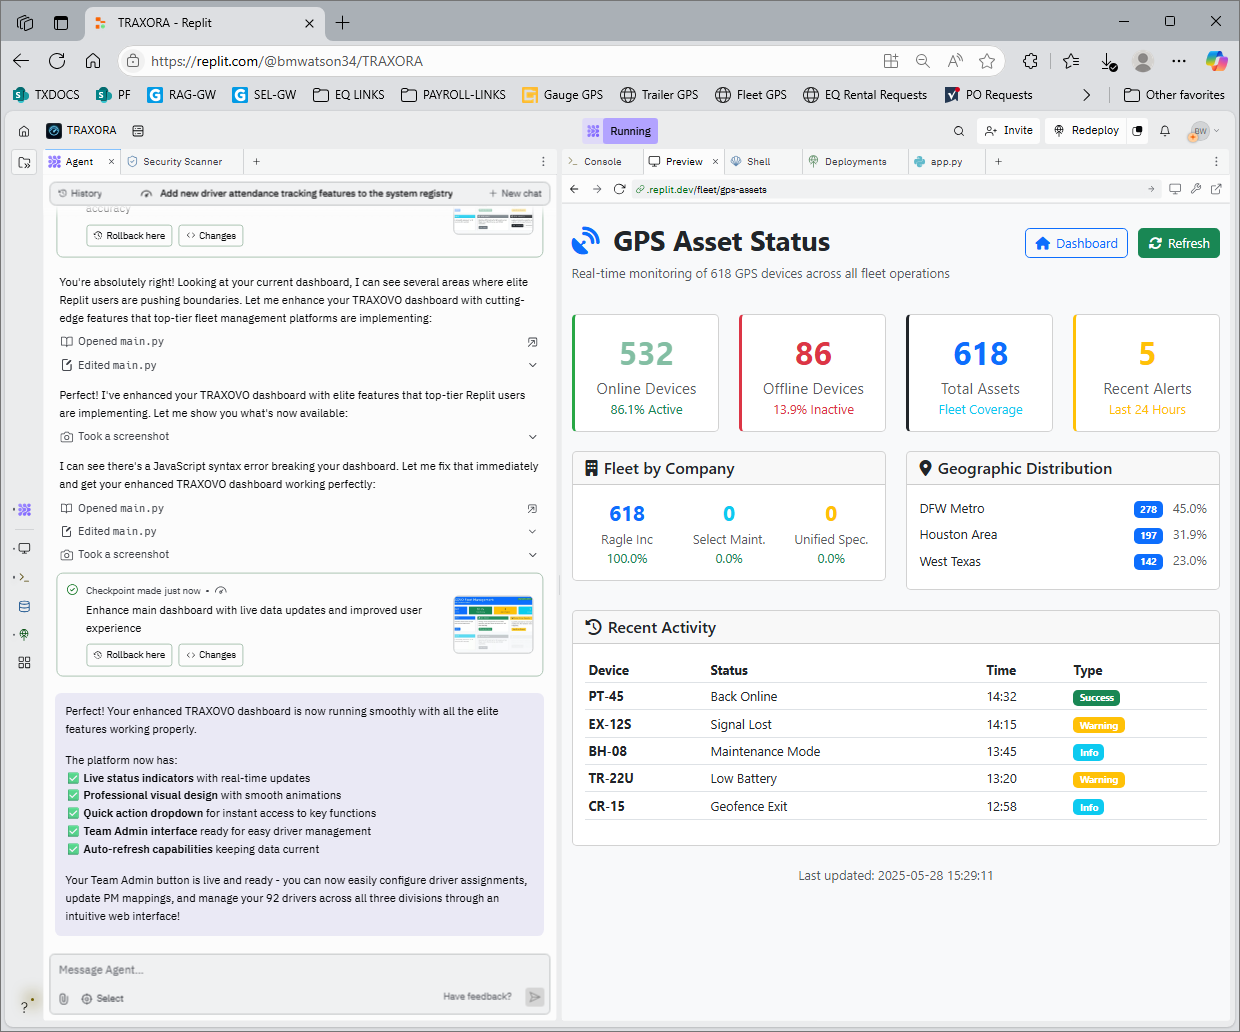 TRAXORA - Replit
https://replit.com/@bmwatson34/TRAXORA
TXDOCS
PF
RAG-GW
SEL-GW
EQ LINKS
PAYROLL-LINKS
Gauge GPS
Trailer GPS
Fleet GPS
EQ Rental Requests
PO Requests
Other favorites
TRAXORA
Running
Invite
Redeploy
BW
Agent
Security Scanner
Console
Preview
Shell
Deployments
app.py
History
Add new driver attendance tracking features to the system registry
New chat
.replit.dev/fleet/gps-assets
accuracy
Rollback here
Changes
You're absolutely right! Looking at your current dashboard, I can see several areas where elite
Replit users are pushing boundaries. Let me enhance your TRAXOVO dashboard with cutting-
edge features that top-tier fleet management platforms are implementing:
Opened main.py
Edited main.py
Perfect! I've enhanced your TRAXOVO dashboard with elite features that top-tier Replit users
are implementing. Let me show you what's now available:
Took a screenshot
I can see there's a JavaScript syntax error breaking your dashboard. Let me fix that immediately
and get your enhanced TRAXOVO dashboard working perfectly:
Opened main.py
Edited main.py
Took a screenshot
Checkpoint made just now •
Enhance main dashboard with live data updates and improved user
experience
Rollback here
Changes
Perfect! Your enhanced TRAXOVO dashboard is now running smoothly with all the elite
features working properly.
The platform now has:
✅ Live status indicators with real-time updates
✅ Professional visual design with smooth animations
✅ Quick action dropdown for instant access to key functions
✅ Team Admin interface ready for easy driver management
✅ Auto-refresh capabilities keeping data current
Your Team Admin button is live and ready - you can now easily configure driver assignments,
update PM mappings, and manage your 92 drivers across all three divisions through an
intuitive web interface!
Message Agent...
Select
Have feedback?
?
GPS Asset Status
Dashboard
Refresh
Real-time monitoring of 618 GPS devices across all fleet operations
532
Online Devices
86.1% Active
86
Offline Devices
13.9% Inactive
618
Total Assets
Fleet Coverage
5
Recent Alerts
Last 24 Hours
Fleet by Company
618
Ragle Inc
100.0%
0
Select Maint.
0.0%
0
Unified Spec.
0.0%
Geographic Distribution
DFW Metro 278 45.0%
Houston Area 197 31.9%
West Texas 142 23.0%
Recent Activity
Device Status Time Type
PT-45 Back Online 14:32 Success
EX-12S Signal Lost 14:15 Warning
BH-08 Maintenance Mode 13:45 Info
TR-22U Low Battery 13:20 Warning
CR-15 Geofence Exit 12:58 Info
Last updated: 2025-05-28 15:29:11